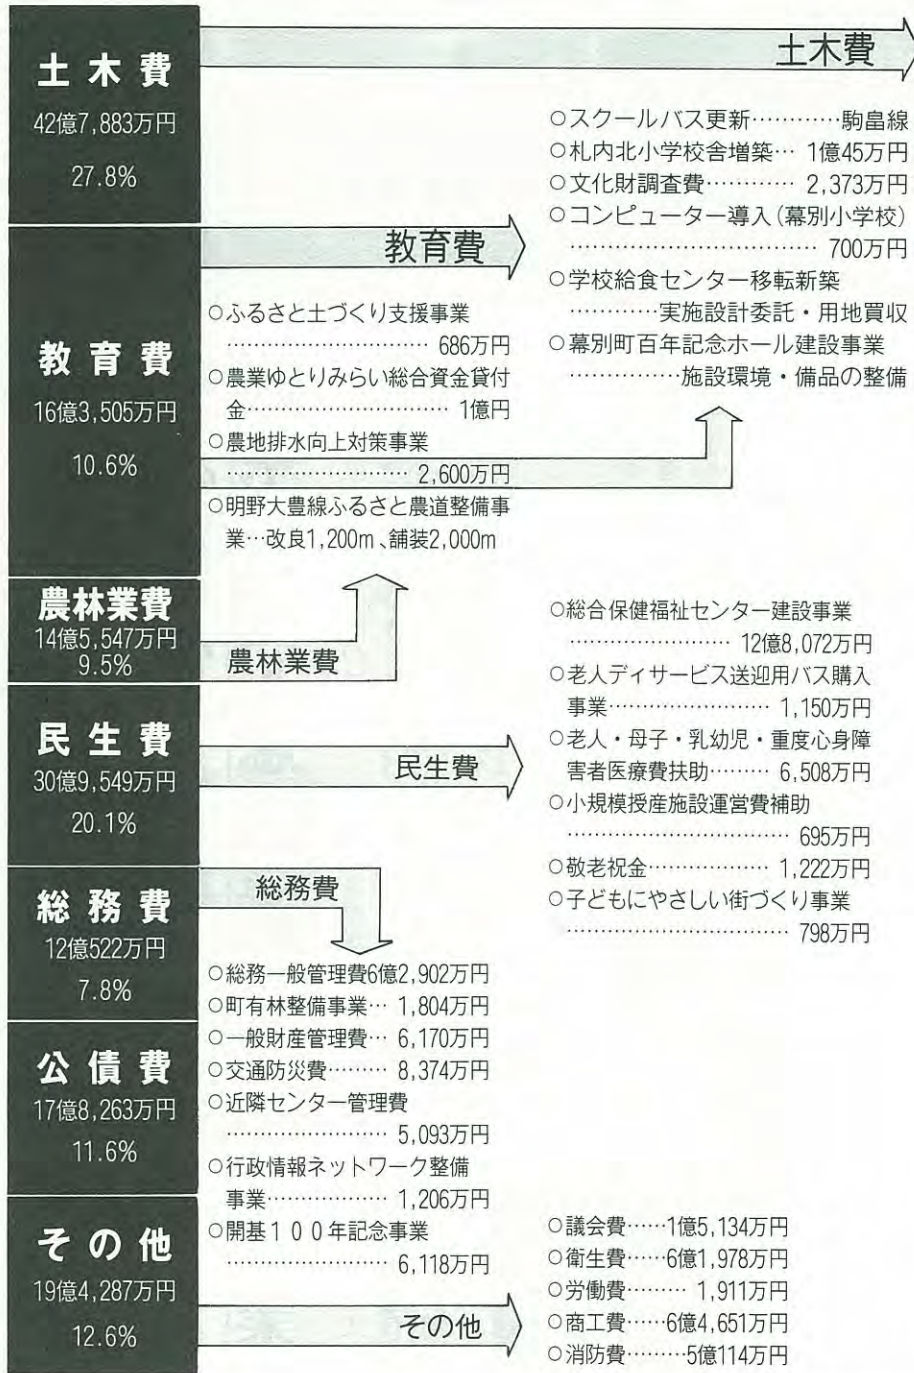 土木費
42億7,883万円
27.8%
土木費
教育費
16億3,505万円
10.6%
教育費
○スクールバス更新…………駒畠線
○札内北小学校舎増築… 1億45万円
○文化財調査費………… 2,373万円
○コンピューター導入(幕別小学校)
…………………………… 700万円
○学校給食センター移転新築
…………実施設計委託・用地買収
○幕別町百年記念ホール建設事業
……………施設環境・備品の整備
農林業費
14億5,547万円
9.5%
農林業費
○ふるさと土づくり支援事業
………………………… 686万円
○農業ゆとりみらい総合資金貸付
金………………………… 1億円
○農地排水向上対策事業
……………………… 2,600万円
○明野大豊線ふるさと農道整備事
業…改良1,200m、舗装2,000m
民生費
30億9,549万円
20.1%
民生費
○総合保健福祉センター建設事業
…………………… 12億8,072万円
○老人ディサービス送迎用バス購入
事業…………………… 1,150万円
○老人・母子・乳幼児・重度心身障
害者医療費扶助……… 6,508万円
○小規模授産施設運営費補助
…………………………… 695万円
○敬老祝金……………… 1,222万円
○子どもにやさしい街づくり事業
…………………………… 798万円
総務費
12億522万円
7.8%
総務費
○総務一般管理費6億2,902万円
○町有林整備事業… 1,804万円
○一般財産管理費… 6,170万円
○交通防災費……… 8,374万円
○近隣センター管理費
…………………… 5,093万円
○行政情報ネットワーク整備
事業……………… 1,206万円
○開基100年記念事業
…………………… 6,118万円
公債費
17億8,263万円
11.6%
その他
19億4,287万円
12.6%
その他
○議会費……1億5,134万円
○衛生費……6億1,978万円
○労働費……… 1,911万円
○商工費……6億4,651万円
○消防費………5億114万円